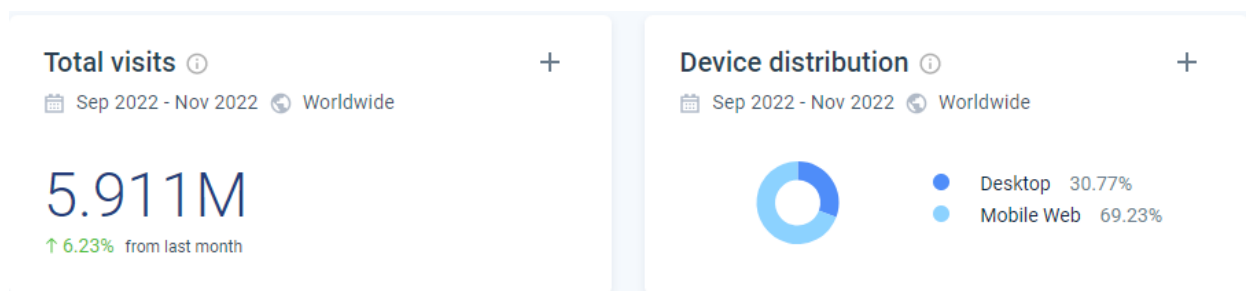 Total visits
Sep 2022 - Nov 2022 Worldwide
5.911M
↑ 6.23% from last month
Device distribution
Sep 2022 - Nov 2022 Worldwide
Desktop 30.77%
Mobile Web 69.23%